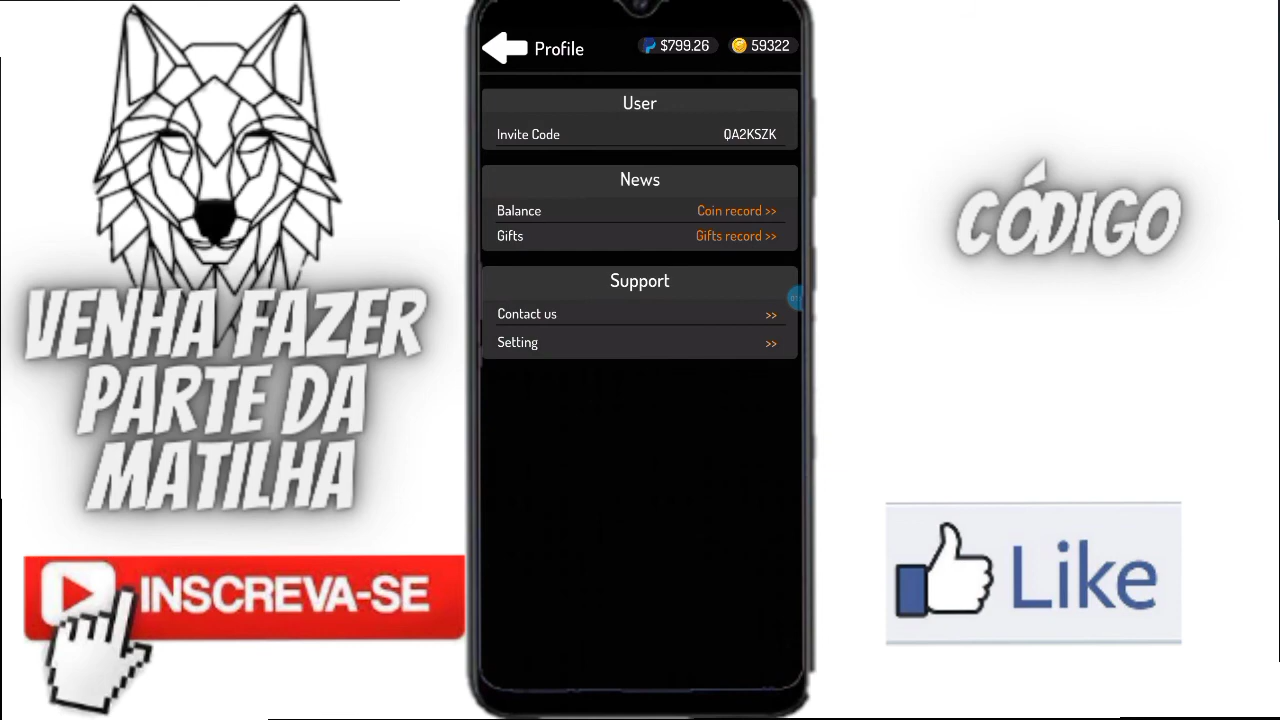 Profile
$799.26
59322
User
Invite Code QA2KSZK
News
Balance Coin record >>
Gifts Gifts record >>
Support
Contact us >>
Setting >>
VENHA FAZER
PARTE DA
MATILHA
INSCREVA-SE
CÓDIGO
Like